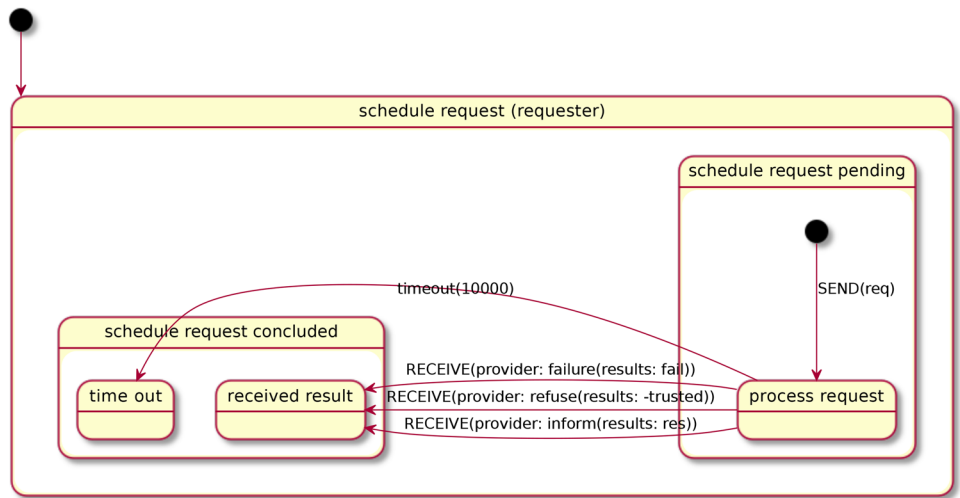 schedule request (requester)
schedule request pending
SEND(req)
timeout(10000)
schedule request concluded
RECEIVE(provider: failure(results: fail))
time out
received result
RECEIVE(provider: refuse(results: -trusted))
process request
RECEIVE(provider: inform(results: res))